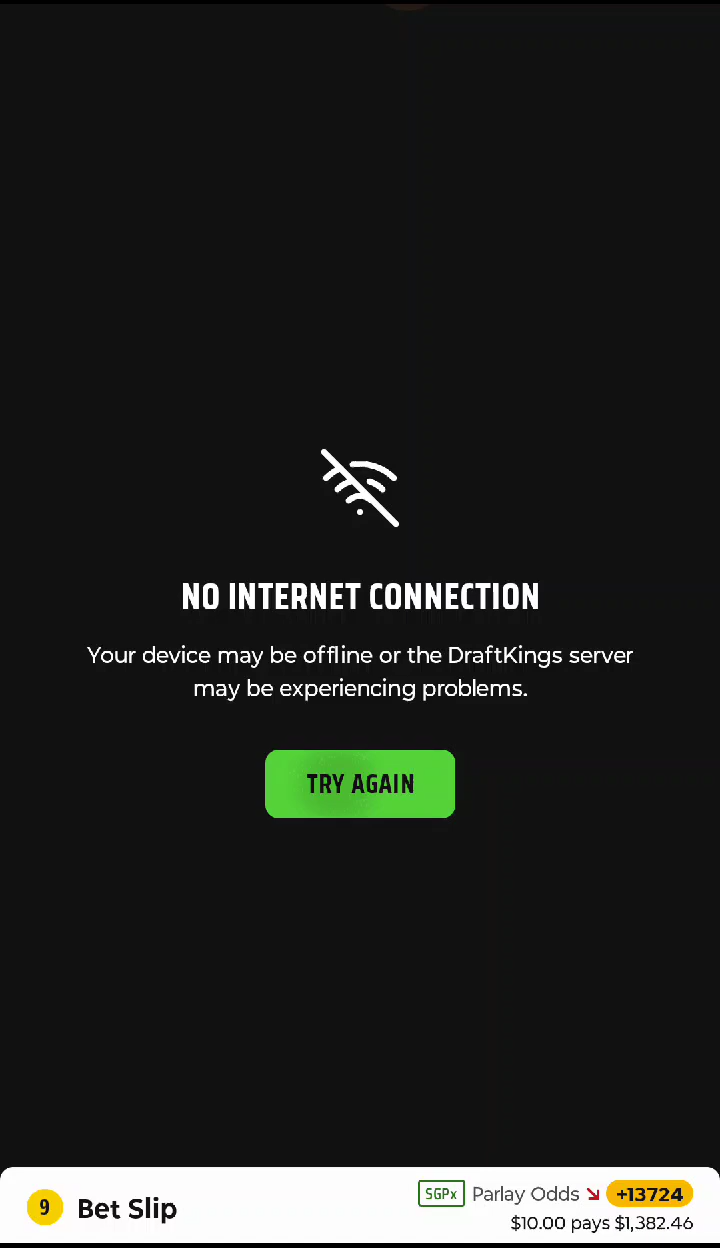 NO INTERNET CONNECTION
Your device may be offline or the DraftKings server
may be experiencing problems.
TRY AGAIN
9 Bet Slip
SGPx Parlay Odds +13724
$10.00 pays $1,382.46